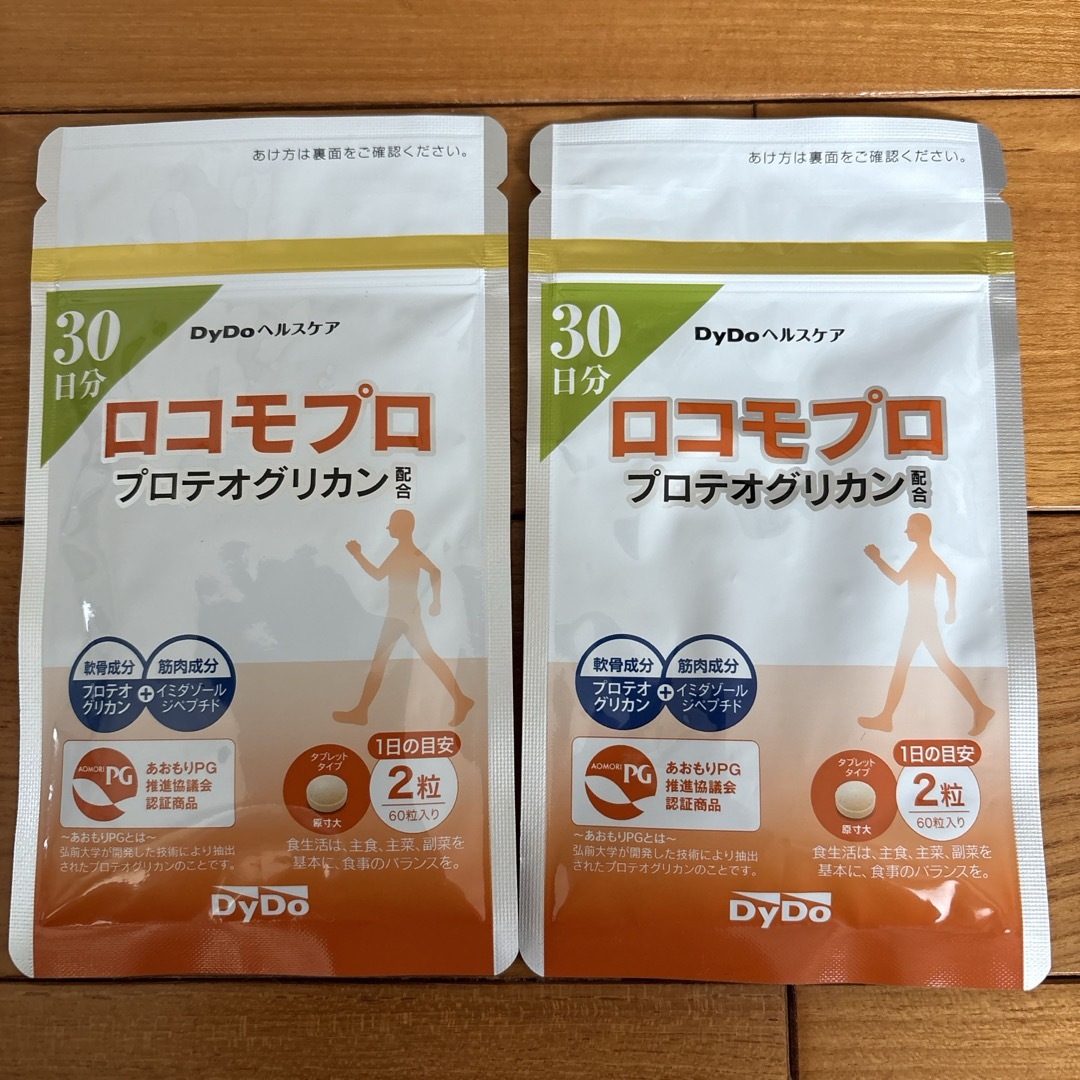 あけ方は裏面をご確認ください。
30
日分
DyDoヘルスケア
ロコモプロ
プロテオグリカン配合
軟骨成分
プロテオ
グリカン
+
筋肉成分
イミダゾール
ジペプチド
AOMORI PG
あおもりPG
推進協議会
認証商品
～あおもりPGとは～
弘前大学が開発した技術により抽出
されたプロテオグリカンのことです。
タブレット
タイプ
原寸大
1日の目安
2粒
60粒入り
食生活は、主食、主菜、副菜を
基本に、食事のバランスを。
DyDo
あけ方は裏面をご確認ください。
30
日分
DyDoヘルスケア
ロコモプロ
プロテオグリカン配合
軟骨成分
プロテオ
グリカン
+
筋肉成分
イミダゾール
ジペプチド
AOMORI PG
あおもりPG
推進協議会
認証商品
～あおもりPGとは～
弘前大学が開発した技術により抽出
されたプロテオグリカンのことです。
タブレット
タイプ
原寸大
1日の目安
2粒
60粒入り
食生活は、主食、主菜、副菜を
基本に、食事のバランスを。
DyDo